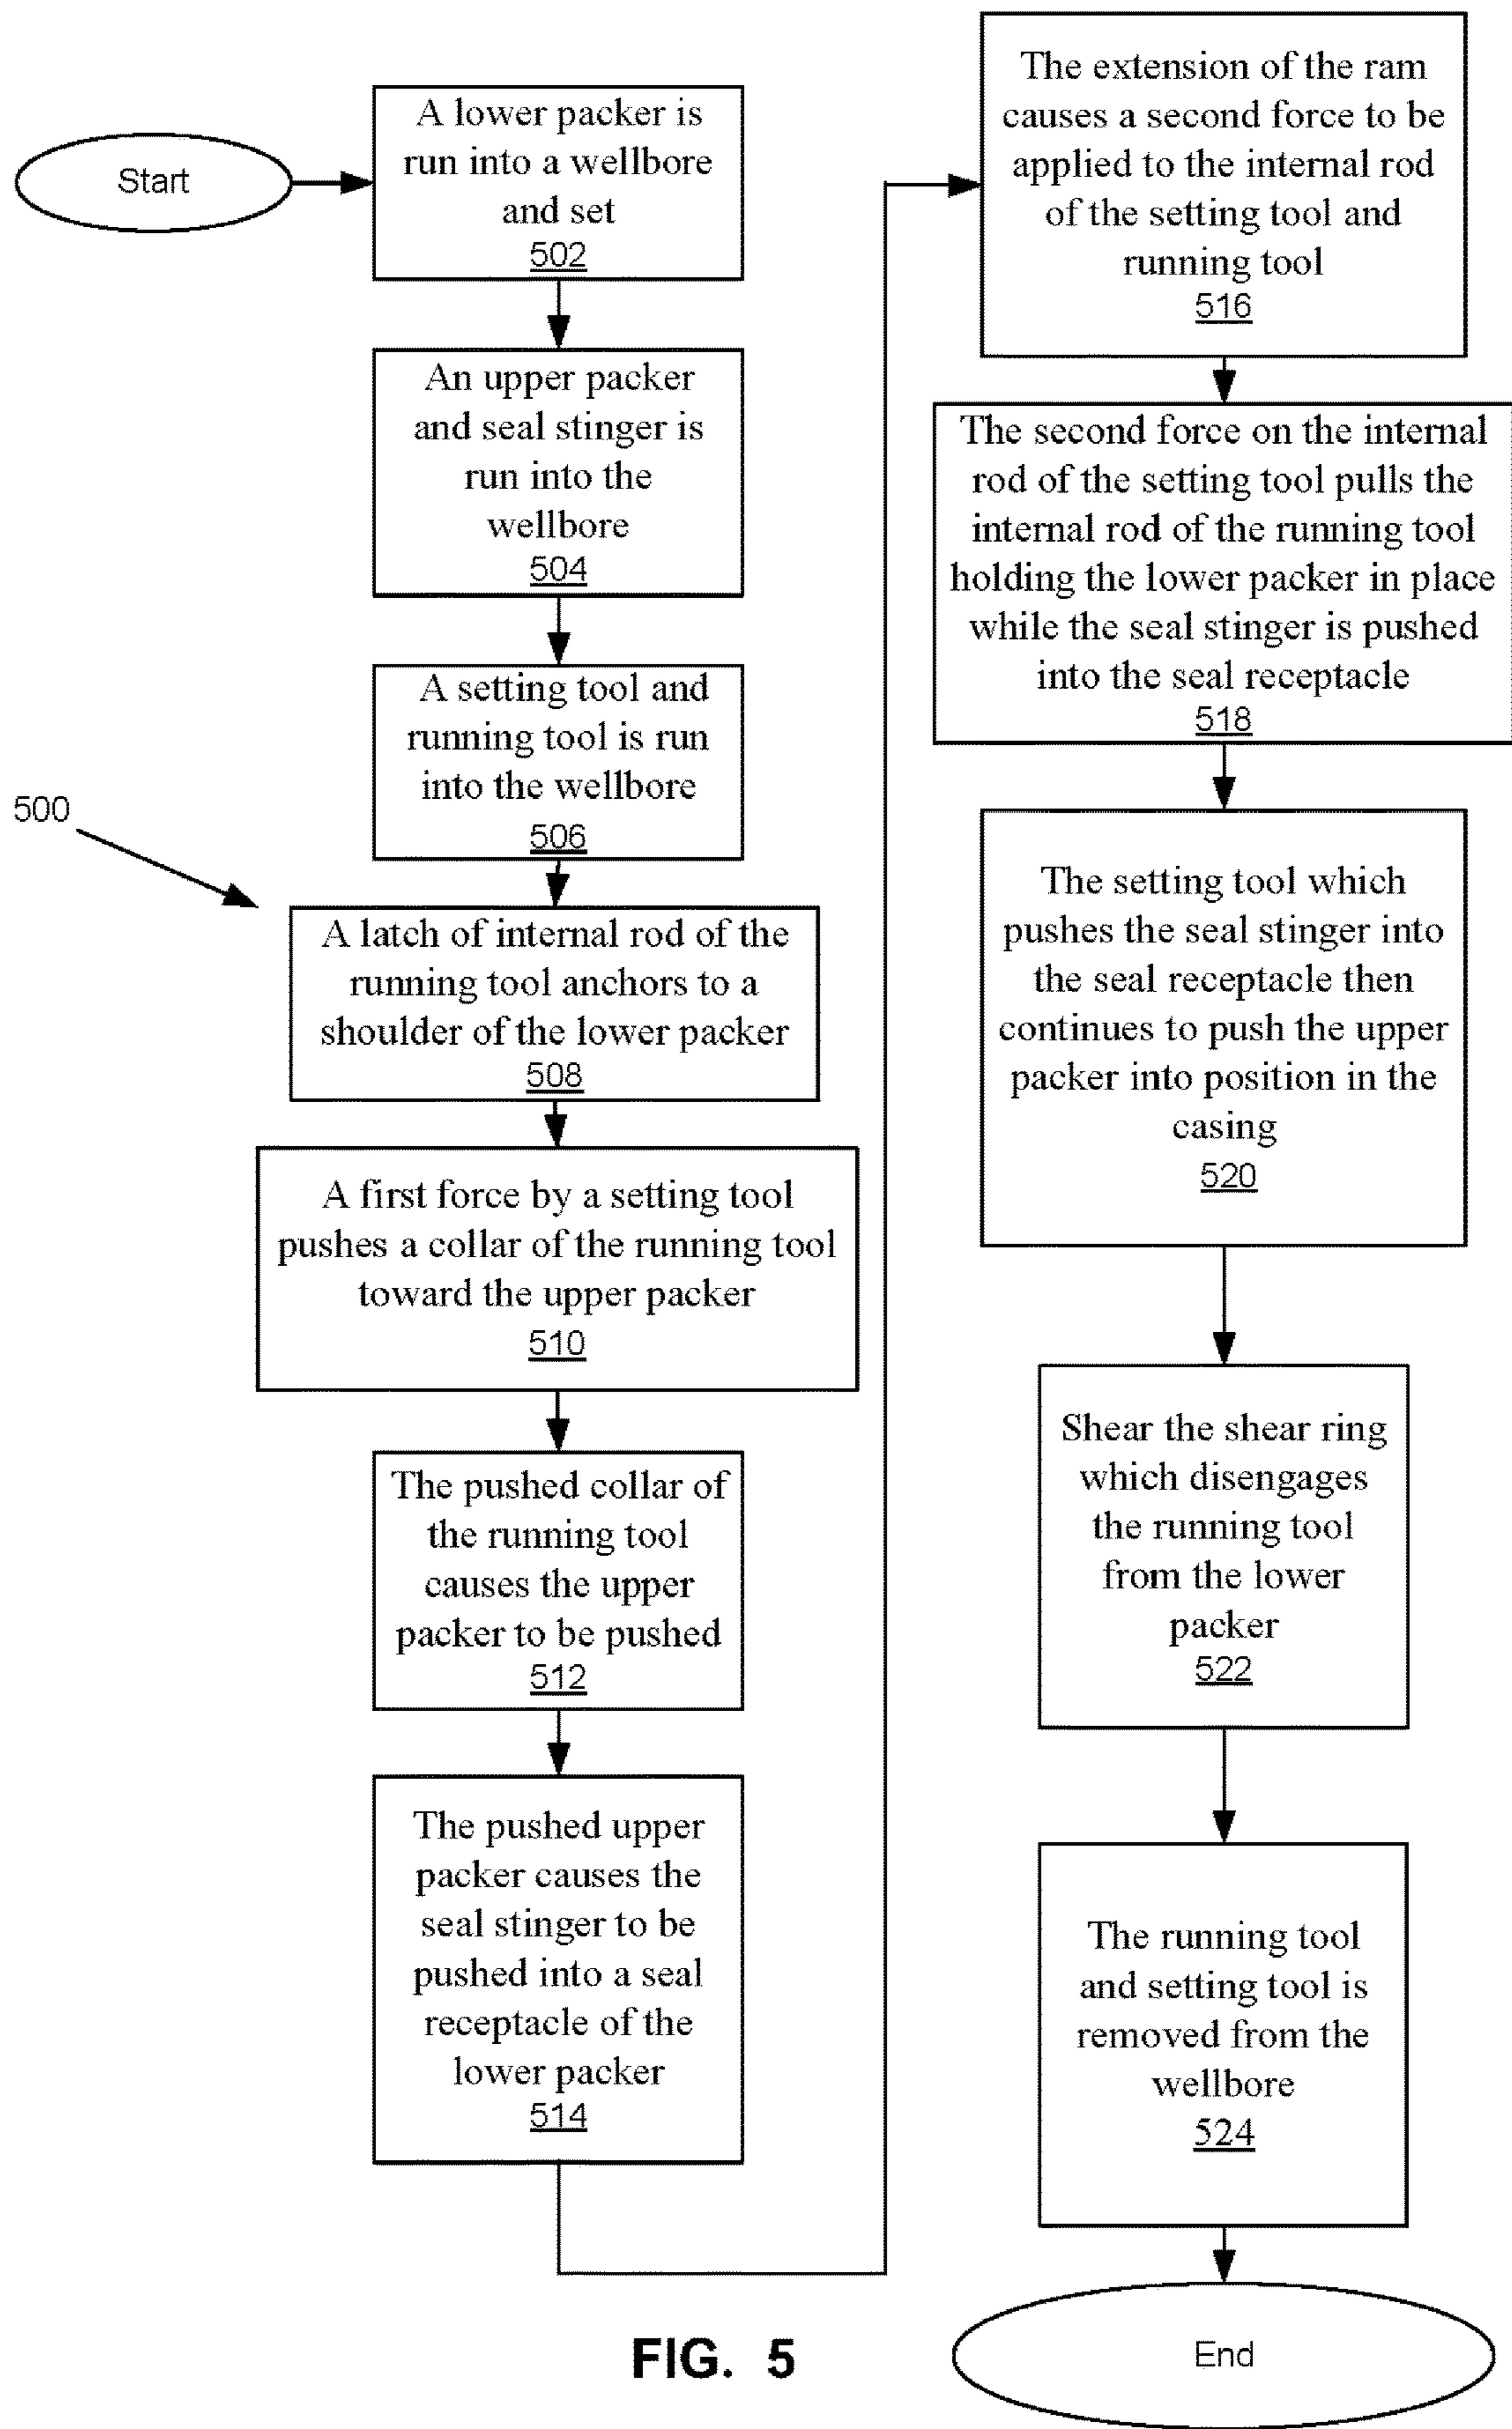 Start
A lower packer is
run into a wellbore
and set
502
An upper packer
and seal stinger is
run into the
wellbore
504
A setting tool and
running tool is run
into the wellbore
506
500
A latch of internal rod of the
running tool anchors to a
shoulder of the lower packer
508
A first force by a setting tool
pushes a collar of the running tool
toward the upper packer
510
The pushed collar of
the running tool
causes the upper
packer to be pushed
512
The pushed upper
packer causes the
seal stinger to be
pushed into a seal
receptacle of the
lower packer
514
The extension of the ram
causes a second force to be
applied to the internal rod
of the setting tool and
running tool
516
The second force on the internal
rod of the setting tool pulls the
internal rod of the running tool
holding the lower packer in place
while the seal stinger is pushed
into the seal receptacle
518
The setting tool which
pushes the seal stinger into
the seal receptacle then
continues to push the upper
packer into position in the
casing
520
Shear the shear ring
which disengages
the running tool
from the lower
packer
522
The running tool
and setting tool is
removed from the
wellbore
524
End
FIG. 5